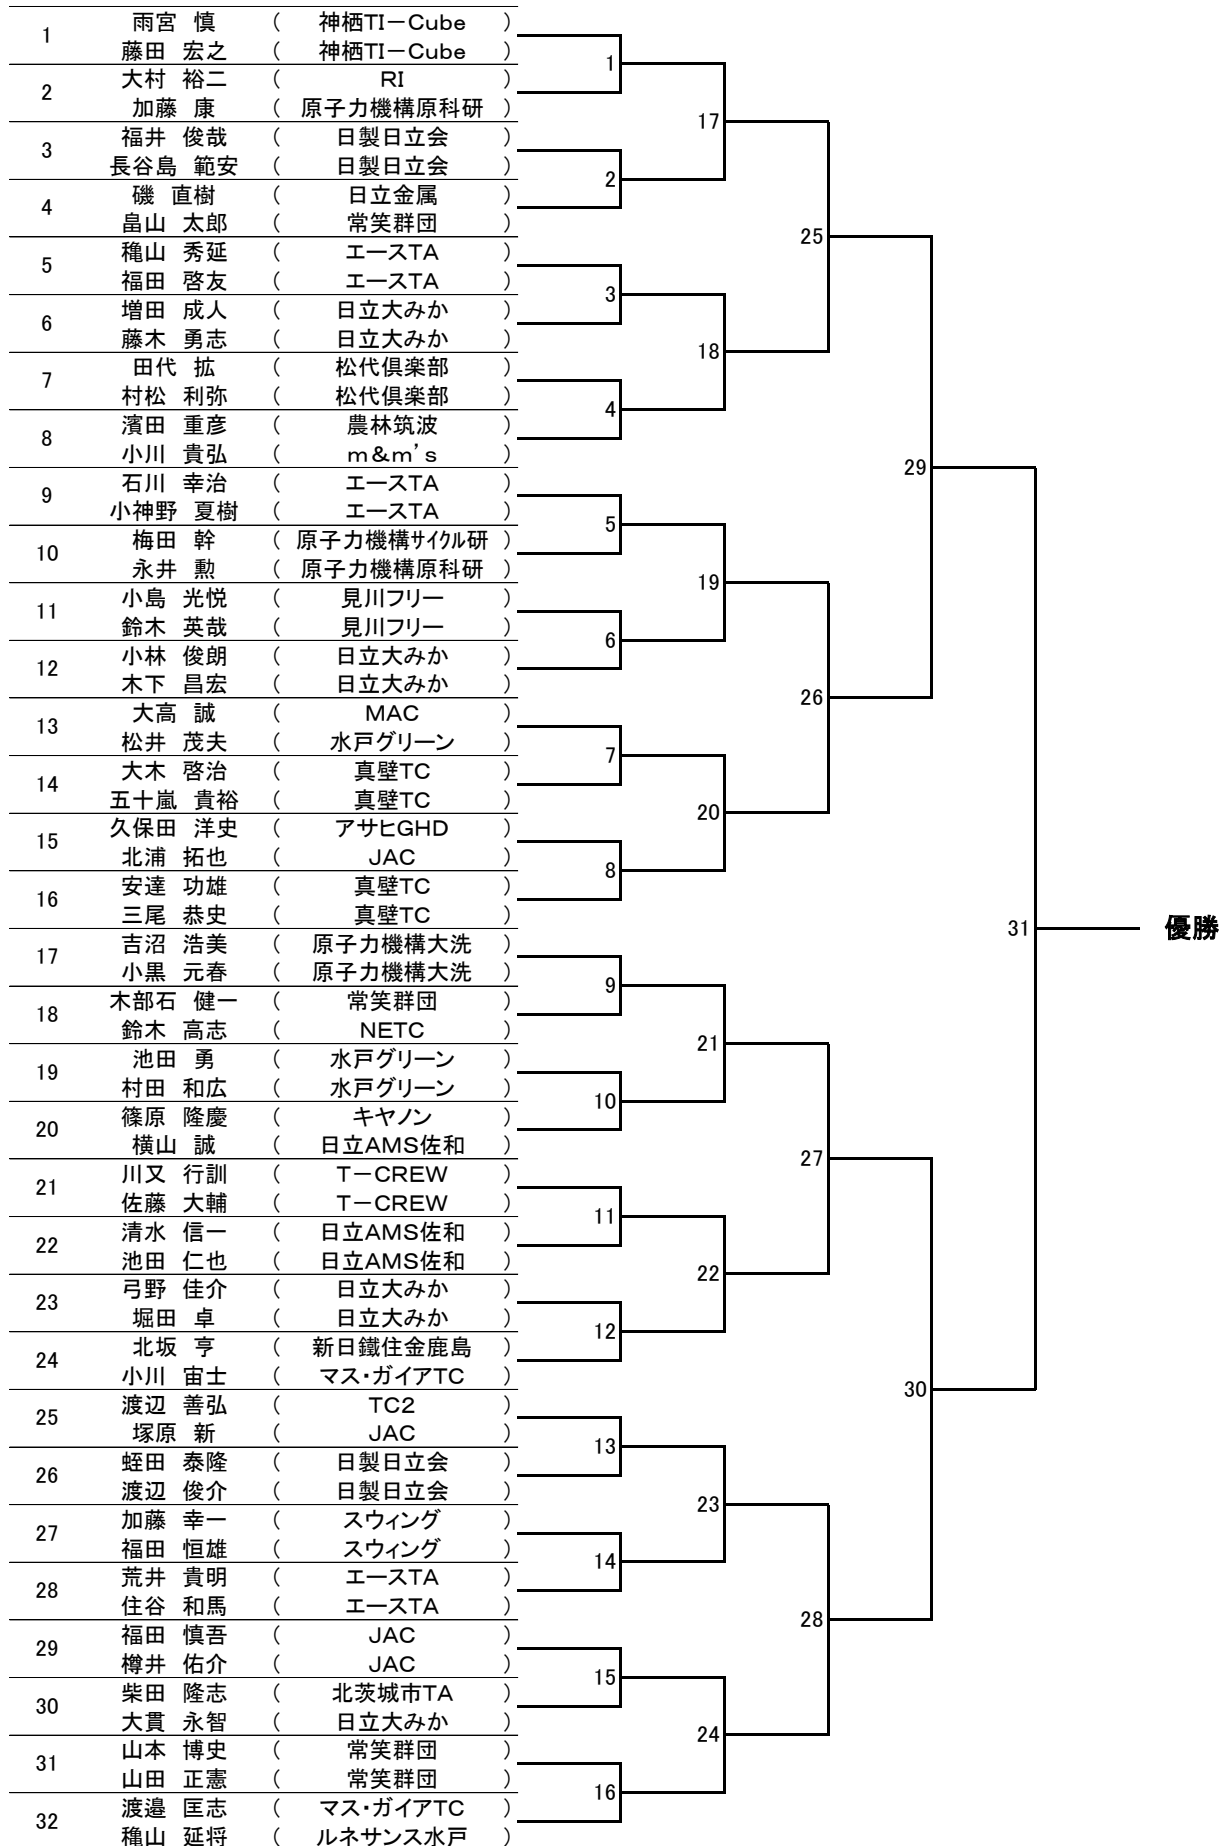 1 雨宮 慎 ( 神栖TI－Cube )
藤田 宏之 ( 神栖TI－Cube )
2 大村 裕二 ( RI )
加藤 康 ( 原子力機構原科研 )
3 福井 俊哉 ( 日製日立会 )
長谷島 範安 ( 日製日立会 )
4 磯 直樹 ( 日立金属 )
畠山 太郎 ( 常笑群団 )
5 穐山 秀延 ( エースTA )
福田 啓友 ( エースTA )
6 増田 成人 ( 日立大みか )
藤木 勇志 ( 日立大みか )
7 田代 拡 ( 松代倶楽部 )
村松 利弥 ( 松代倶楽部 )
8 濱田 重彦 ( 農林筑波 )
小川 貴弘 ( m&m's )
9 石川 幸治 ( エースTA )
小神野 夏樹 ( エースTA )
10 梅田 幹 ( 原子力機構サイクル研 )
永井 勲 ( 原子力機構原科研 )
11 小島 光悦 ( 見川フリー )
鈴木 英哉 ( 見川フリー )
12 小林 俊朗 ( 日立大みか )
木下 昌宏 ( 日立大みか )
13 大高 誠 ( MAC )
松井 茂夫 ( 水戸グリーン )
14 大木 啓治 ( 真壁TC )
五十嵐 貴裕 ( 真壁TC )
15 久保田 洋史 ( アサヒGHD )
北浦 拓也 ( JAC )
16 安達 功雄 ( 真壁TC )
三尾 恭史 ( 真壁TC )
17 吉沼 浩美 ( 原子力機構大洗 )
小黒 元春 ( 原子力機構大洗 )
18 木部石 健一 ( 常笑群団 )
鈴木 高志 ( NETC )
19 池田 勇 ( 水戸グリーン )
村田 和広 ( 水戸グリーン )
20 篠原 隆慶 ( キヤノン )
横山 誠 ( 日立AMS佐和 )
21 川又 行訓 ( T－CREW )
佐藤 大輔 ( T－CREW )
22 清水 信一 ( 日立AMS佐和 )
池田 仁也 ( 日立AMS佐和 )
23 弓野 佳介 ( 日立大みか )
堀田 卓 ( 日立大みか )
24 北坂 亨 ( 新日鐵住金鹿島 )
小川 宙士 ( マス・ガイアTC )
25 渡辺 善弘 ( TC2 )
塚原 新 ( JAC )
26 蛭田 泰隆 ( 日製日立会 )
渡辺 俊介 ( 日製日立会 )
27 加藤 幸一 ( スウィング )
福田 恒雄 ( スウィング )
28 荒井 貴明 ( エースTA )
住谷 和馬 ( エースTA )
29 福田 慎吾 ( JAC )
樽井 佑介 ( JAC )
30 柴田 隆志 ( 北茨城市TA )
大貫 永智 ( 日立大みか )
31 山本 博史 ( 常笑群団 )
山田 正憲 ( 常笑群団 )
32 渡邉 匡志 ( マス・ガイアTC )
穐山 延将 ( ルネサンス水戸 )
1
2
3
4
5
6
7
8
9
10
11
12
13
14
15
16
17
18
19
20
21
22
23
24
25
26
27
28
29
30
31
優勝